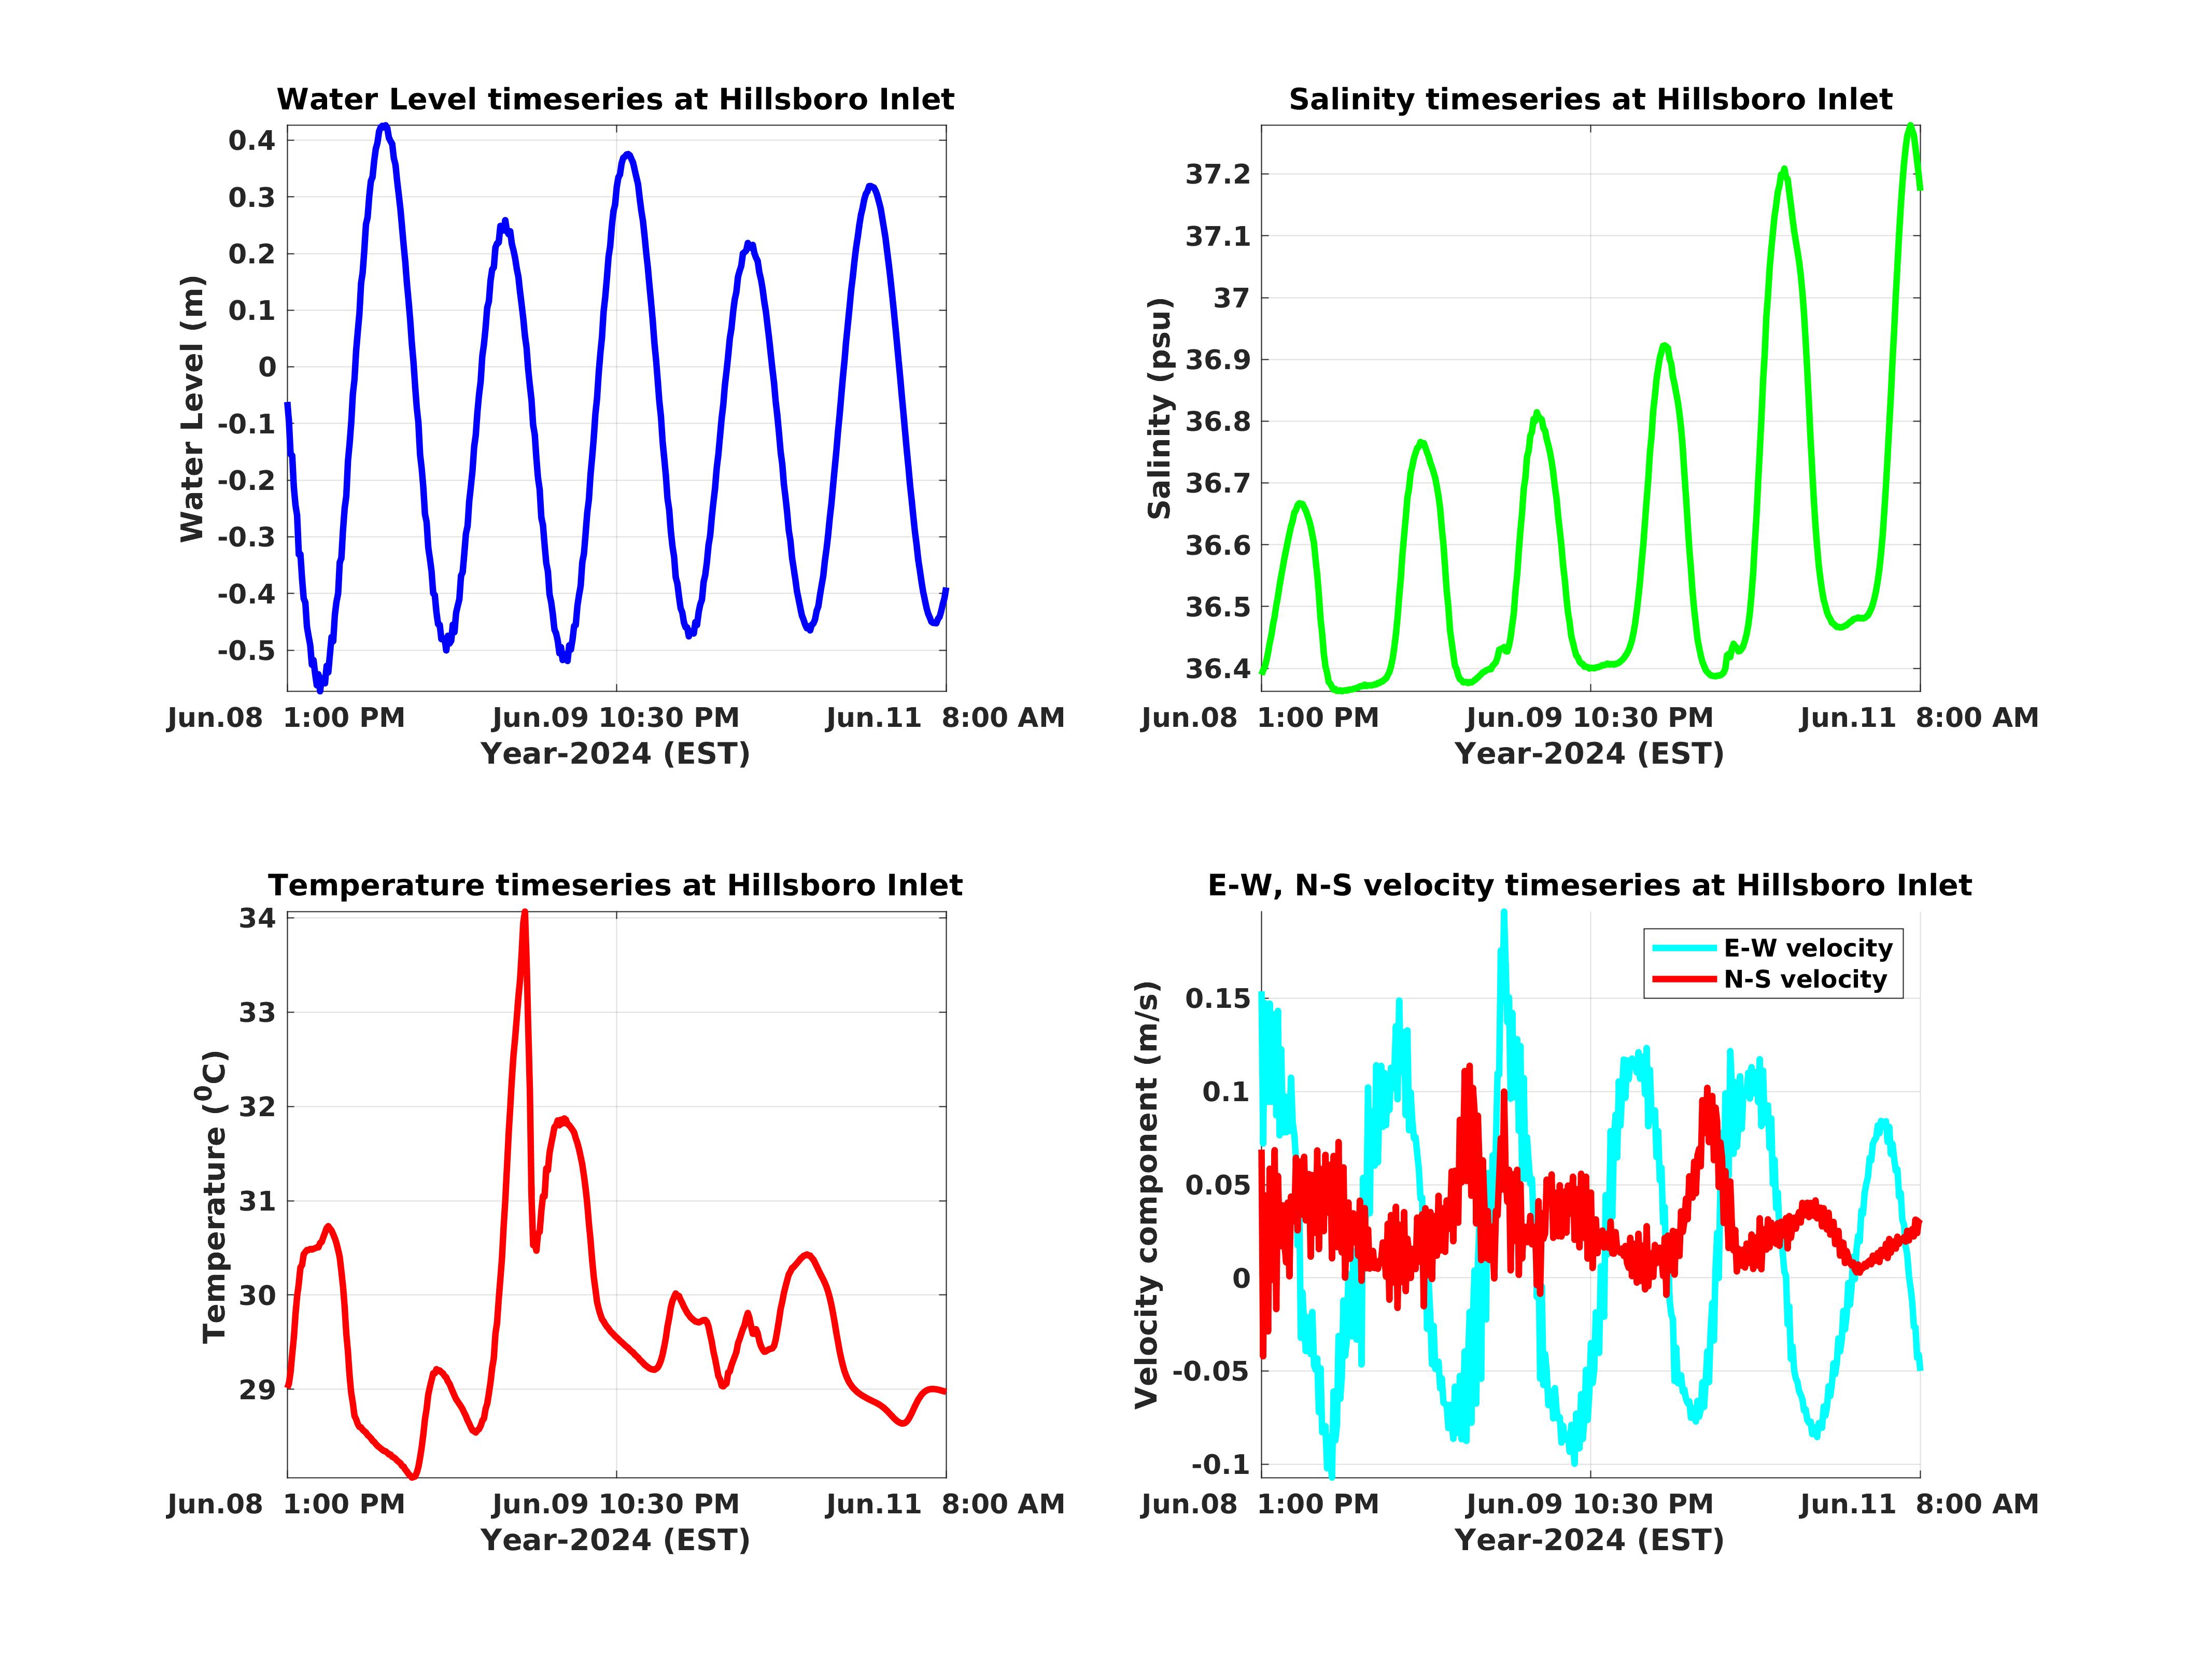 Water Level timeseries at Hillsboro Inlet
Water Level (m)
0.4
0.3
0.2
0.1
0
-0.1
-0.2
-0.3
-0.4
-0.5
Jun.08 1:00 PM Jun.09 10:30 PM Jun.11 8:00 AM
Year-2024 (EST)
Salinity timeseries at Hillsboro Inlet
Salinity (psu)
37.2
37.1
37
36.9
36.8
36.7
36.6
36.5
36.4
Jun.08 1:00 PM Jun.09 10:30 PM Jun.11 8:00 AM
Year-2024 (EST)
Temperature timeseries at Hillsboro Inlet
Temperature (⁰C)
34
33
32
31
30
29
Jun.08 1:00 PM Jun.09 10:30 PM Jun.11 8:00 AM
Year-2024 (EST)
E-W, N-S velocity timeseries at Hillsboro Inlet
E-W velocity
N-S velocity
Velocity component (m/s)
0.15
0.1
0.05
0
-0.05
-0.1
Jun.08 1:00 PM Jun.09 10:30 PM Jun.11 8:00 AM
Year-2024 (EST)